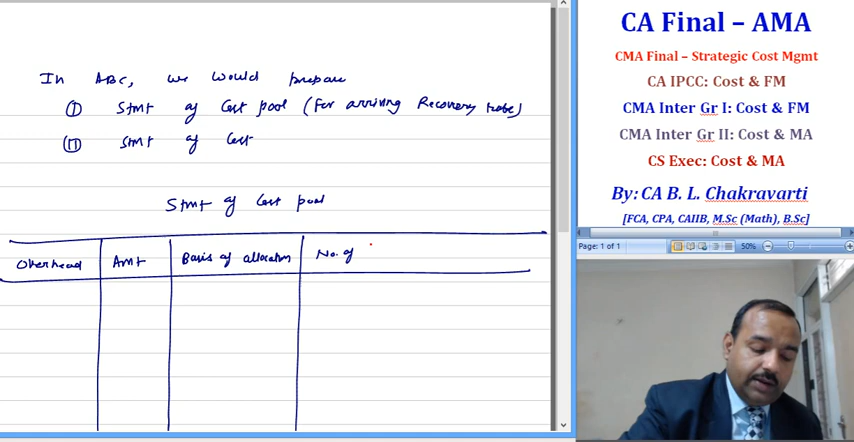 In ABC, we would prepare
(I) Stmt of Cost pool (For arriving Recovery rate)
(II) Stmt of Cost
Stmt of Cost pool
Overhead Amt Basis of allocation No. of
CA Final – AMA
CMA Final – Strategic Cost Mgmt
CA IPCC: Cost & FM
CMA Inter Gr I: Cost & FM
CMA Inter Gr II: Cost & MA
CS Exec: Cost & MA
By: CA B. L. Chakravarti
[FCA, CPA, CAIIB, M.Sc (Math), B.Sc]
Page: 1 of 1 50%